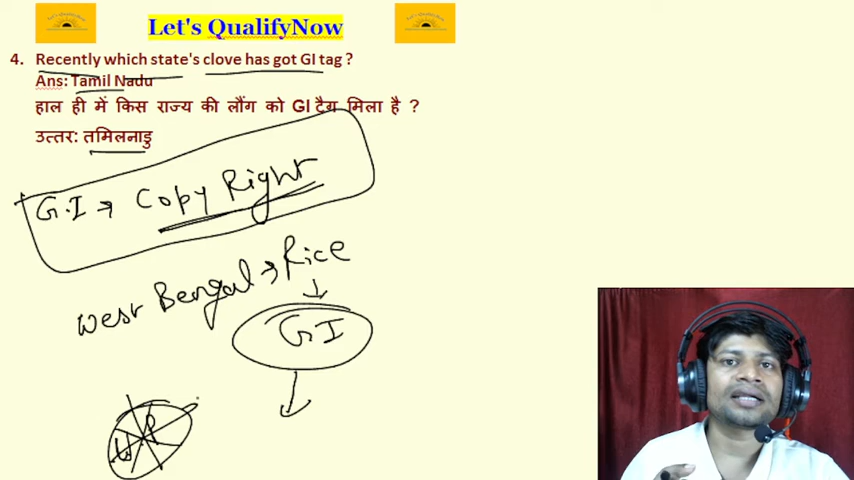 Let's QualifyNow
4. Recently which state's clove has got GI tag ?
Ans: Tamil Nadu
हाल ही में किस राज्य की लौंग को GI टैग मिला है ?
उत्तर: तमिलनाडु
G.I → Copy Right
West Bengal → Rice
↓
GI
↓